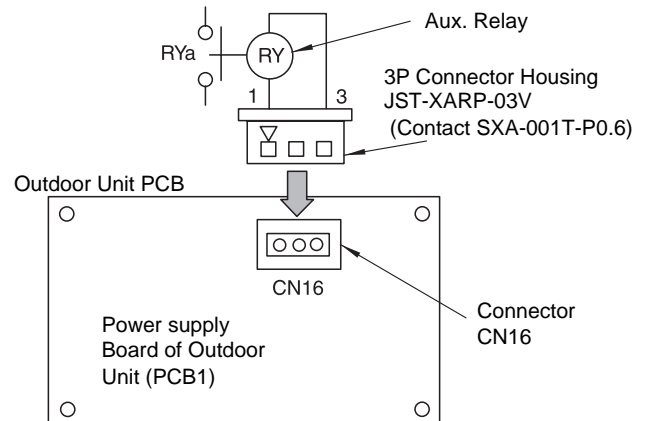 Aux. Relay
RYa
RY
1
3
3P Connector Housing
JST-XARP-03V
(Contact SXA-001T-P0.6)
Outdoor Unit PCB
CN16
Connector
CN16
Power supply
Board of Outdoor
Unit (PCB1)